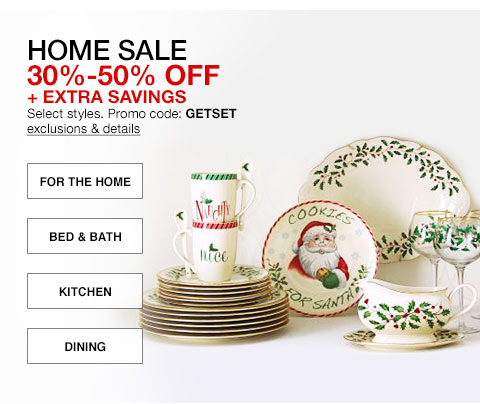 HOME SALE
30%-50% OFF
+ EXTRA SAVINGS
Select styles. Promo code: GETSET
exclusions & details
FOR THE HOME
BED & BATH
KITCHEN
DINING
Naughty
nice
COOKIES
FOR SANTA